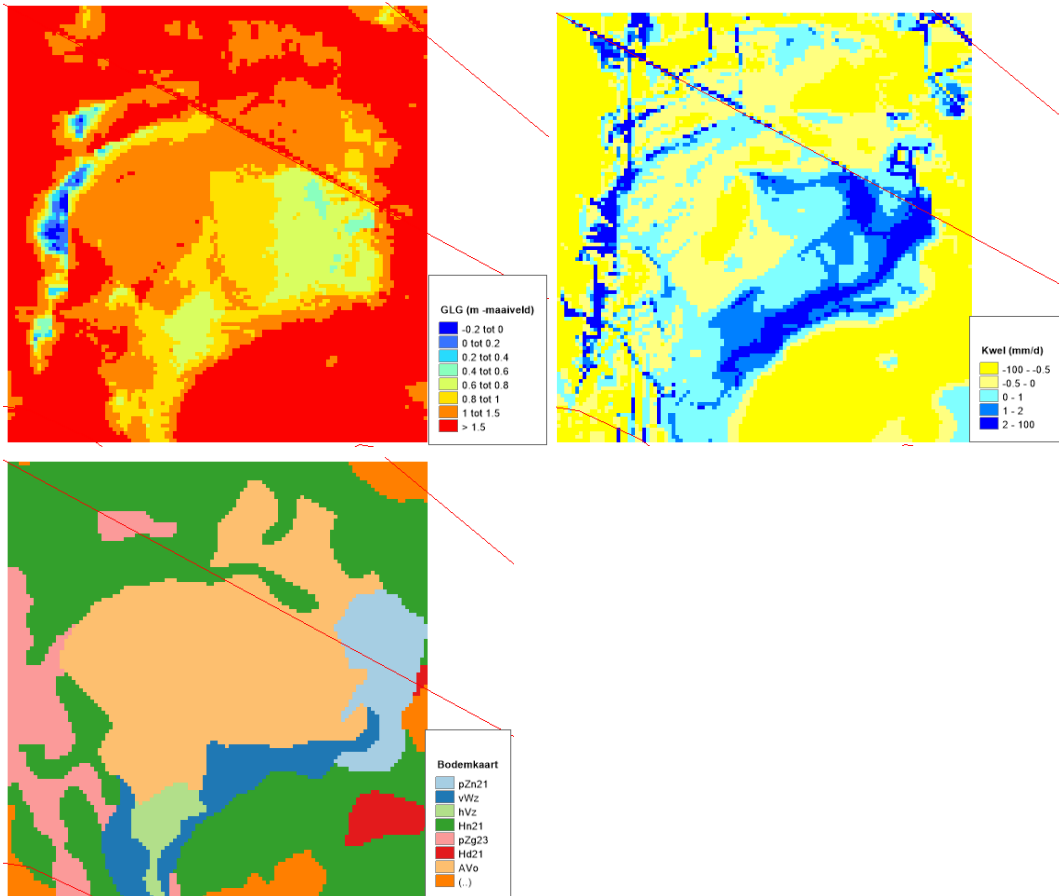 GLG (m -maaiveld)
-0.2 tot 0
0 tot 0.2
0.2 tot 0.4
0.4 tot 0.6
0.6 tot 0.8
0.8 tot 1
1 tot 1.5
> 1.5
Kwel (mm/d)
-100 - -0.5
-0.5 - 0
0 - 1
1 - 2
2 - 100
Bodemkaart
pZn21
vWz
hVz
Hn21
pZg23
Hd21
AVo
(..)